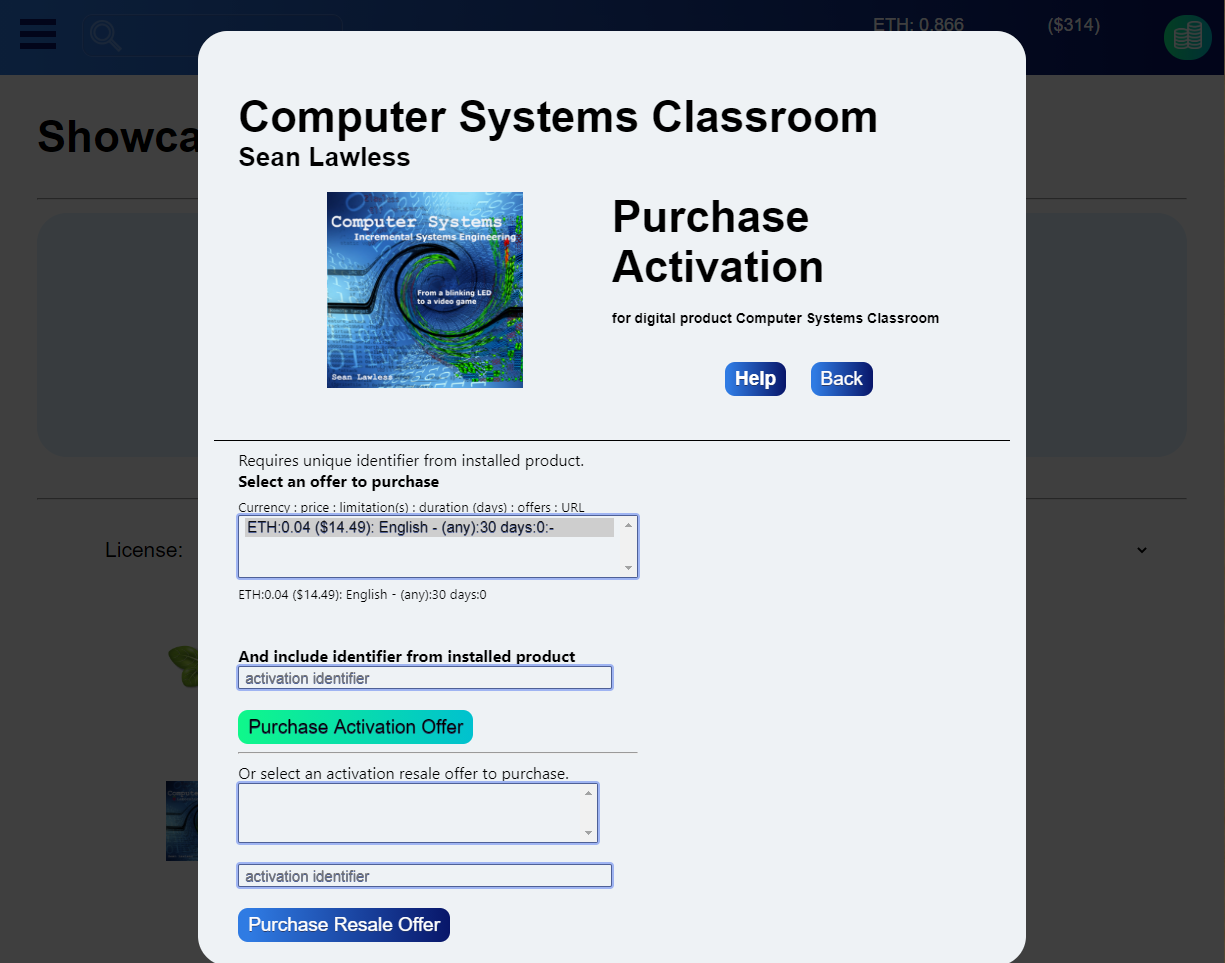 ETH: 0.866 ($314)
Showca
Computer Systems Classroom
Sean Lawless
Computer Systems
Incremental Systems Engineering
From a blinking LED
to a video game
Sean Lawless
Purchase
Activation
for digital product Computer Systems Classroom
Help Back
Requires unique identifier from installed product.
Select an offer to purchase
Currency : price : limitation(s) : duration (days) : offers : URL
ETH:0.04 ($14.49): English - (any):30 days:0:-
ETH:0.04 ($14.49): English - (any):30 days:0
License:
And include identifier from installed product
activation identifier
Purchase Activation Offer
Or select an activation resale offer to purchase.
activation identifier
Purchase Resale Offer